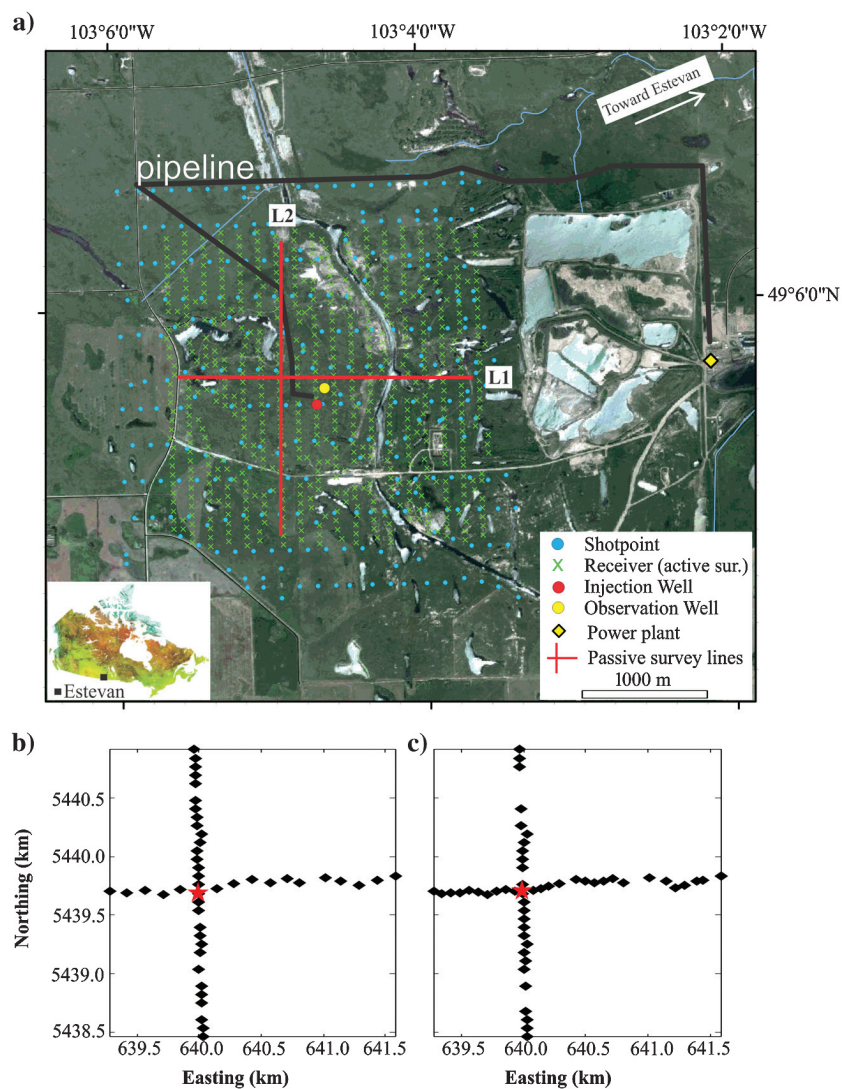 a)
103°6'0"W 103°4'0"W 103°2'0"W
Toward Estevan
pipeline
L2
49°6'0"N
L1
Shotpoint
Receiver (active sur.)
Injection Well
Observation Well
Power plant
Passive survey lines
1000 m
Estevan
b)
c)
5440.5
5440.0
5439.5
5439.0
5438.5
Northing (km)
639.5 640.0 640.5 641.0 641.5
639.5 640.0 640.5 641.0 641.5
Easting (km)
Easting (km)